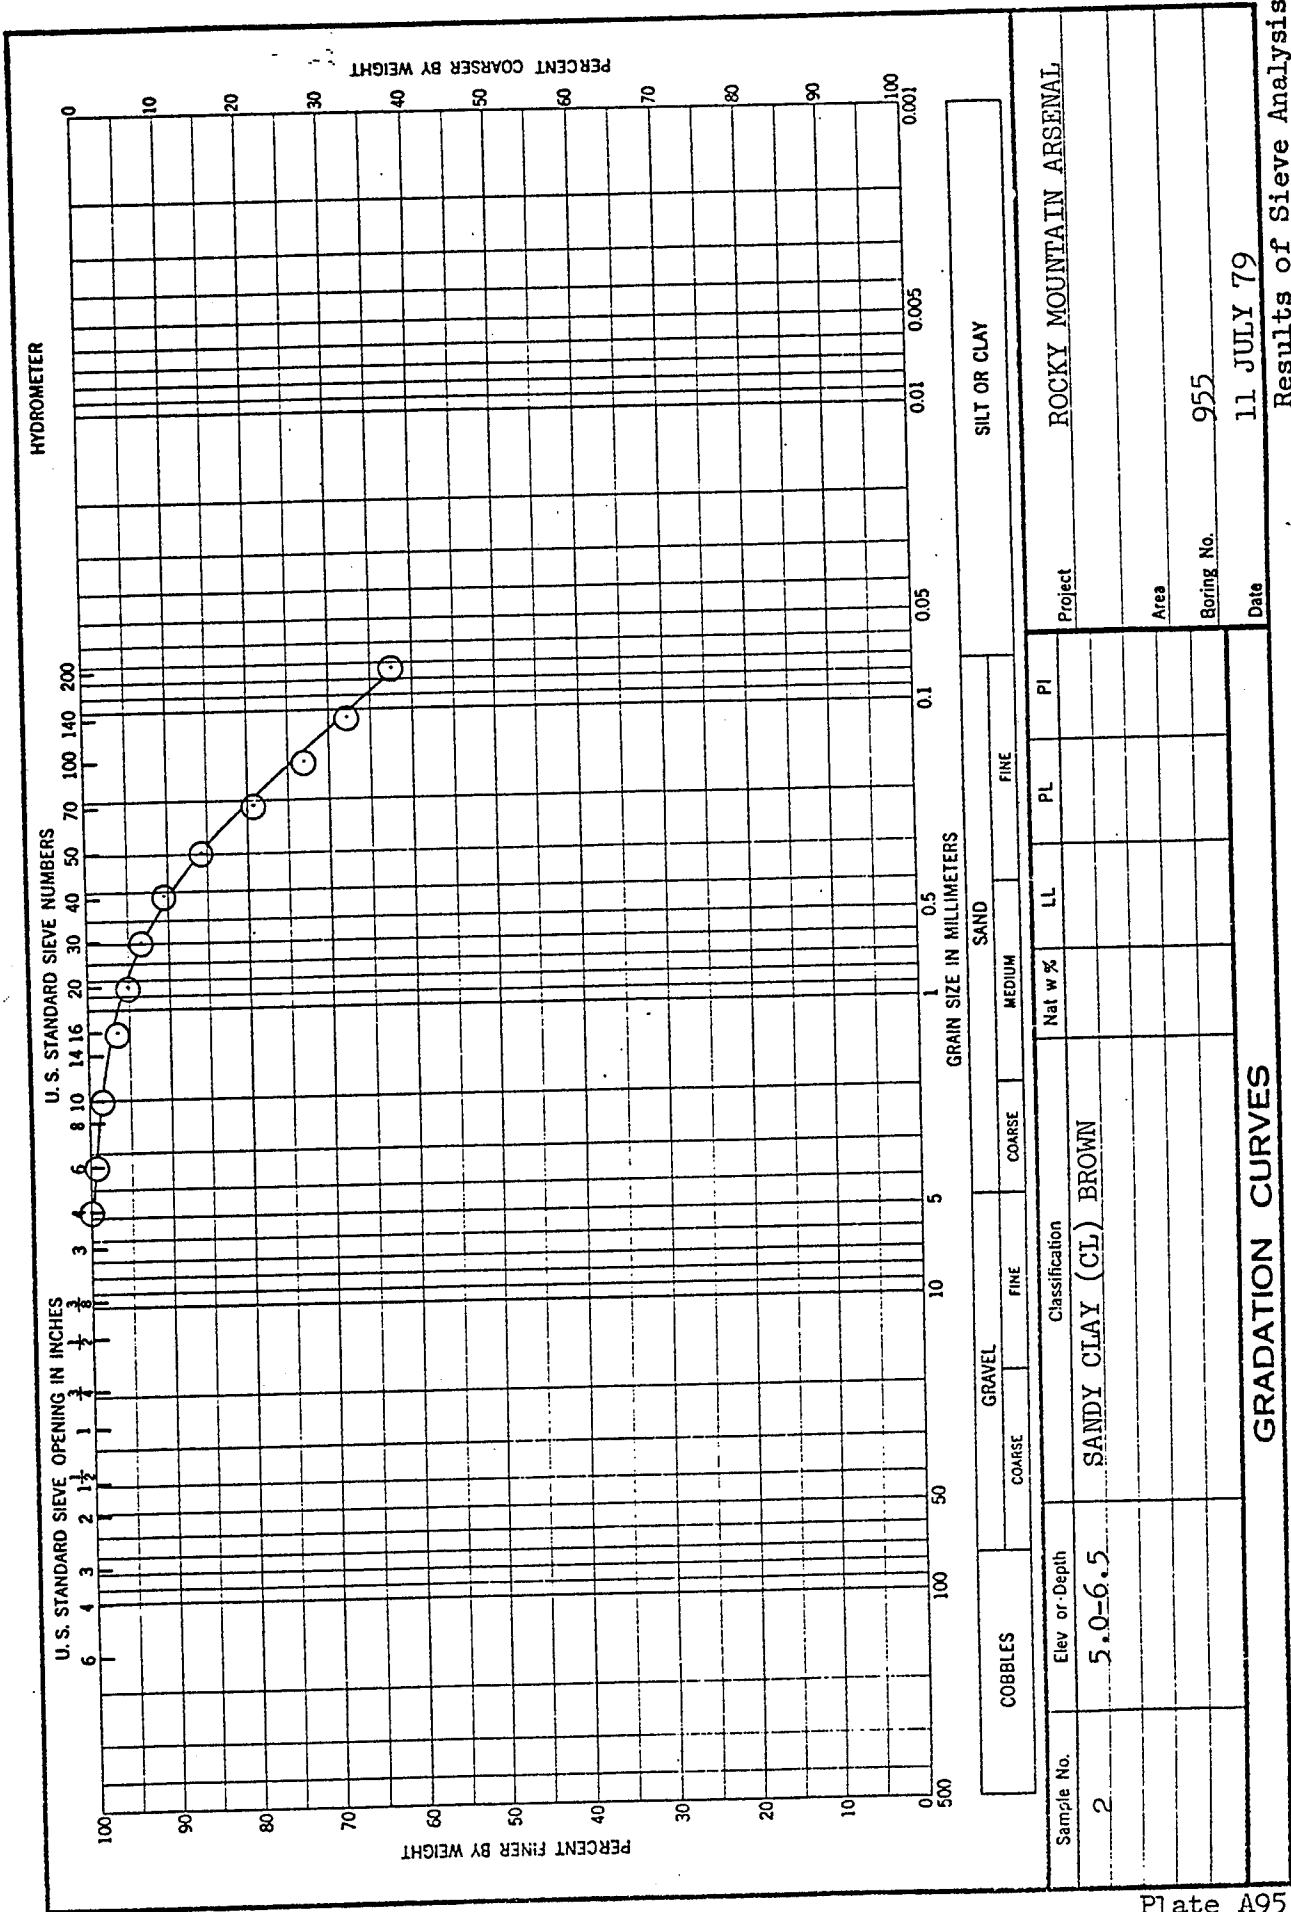 U. S. STANDARD SIEVE OPENING IN INCHES
U. S. STANDARD SIEVE NUMBERS
HYDROMETER
6 4 3 2 1½ 1 ¾ ½ ⅜ 3 4 6 8 10 14 16 20 30 40 50 70 100 140 200
PERCENT FINER BY WEIGHT
100
90
80
70
60
50
40
30
20
10
0
PERCENT COARSER BY WEIGHT
0
10
20
30
40
50
60
70
80
90
100
500 100 50 10 5 1 0.5 0.1 0.05 0.01 0.005 0.001
GRAIN SIZE IN MILLIMETERS
COBBLES GRAVEL SAND SILT OR CLAY
COARSE FINE COARSE MEDIUM FINE
Sample No. Elev or Depth Classification Nat w % LL PL PI
2 5.0-6.5 SANDY CLAY (CL) BROWN
Project ROCKY MOUNTAIN ARSENAL
Area
Boring No. 955
Date 11 JULY 79
GRADATION CURVES
Results of Sieve Analysis
Plate A95